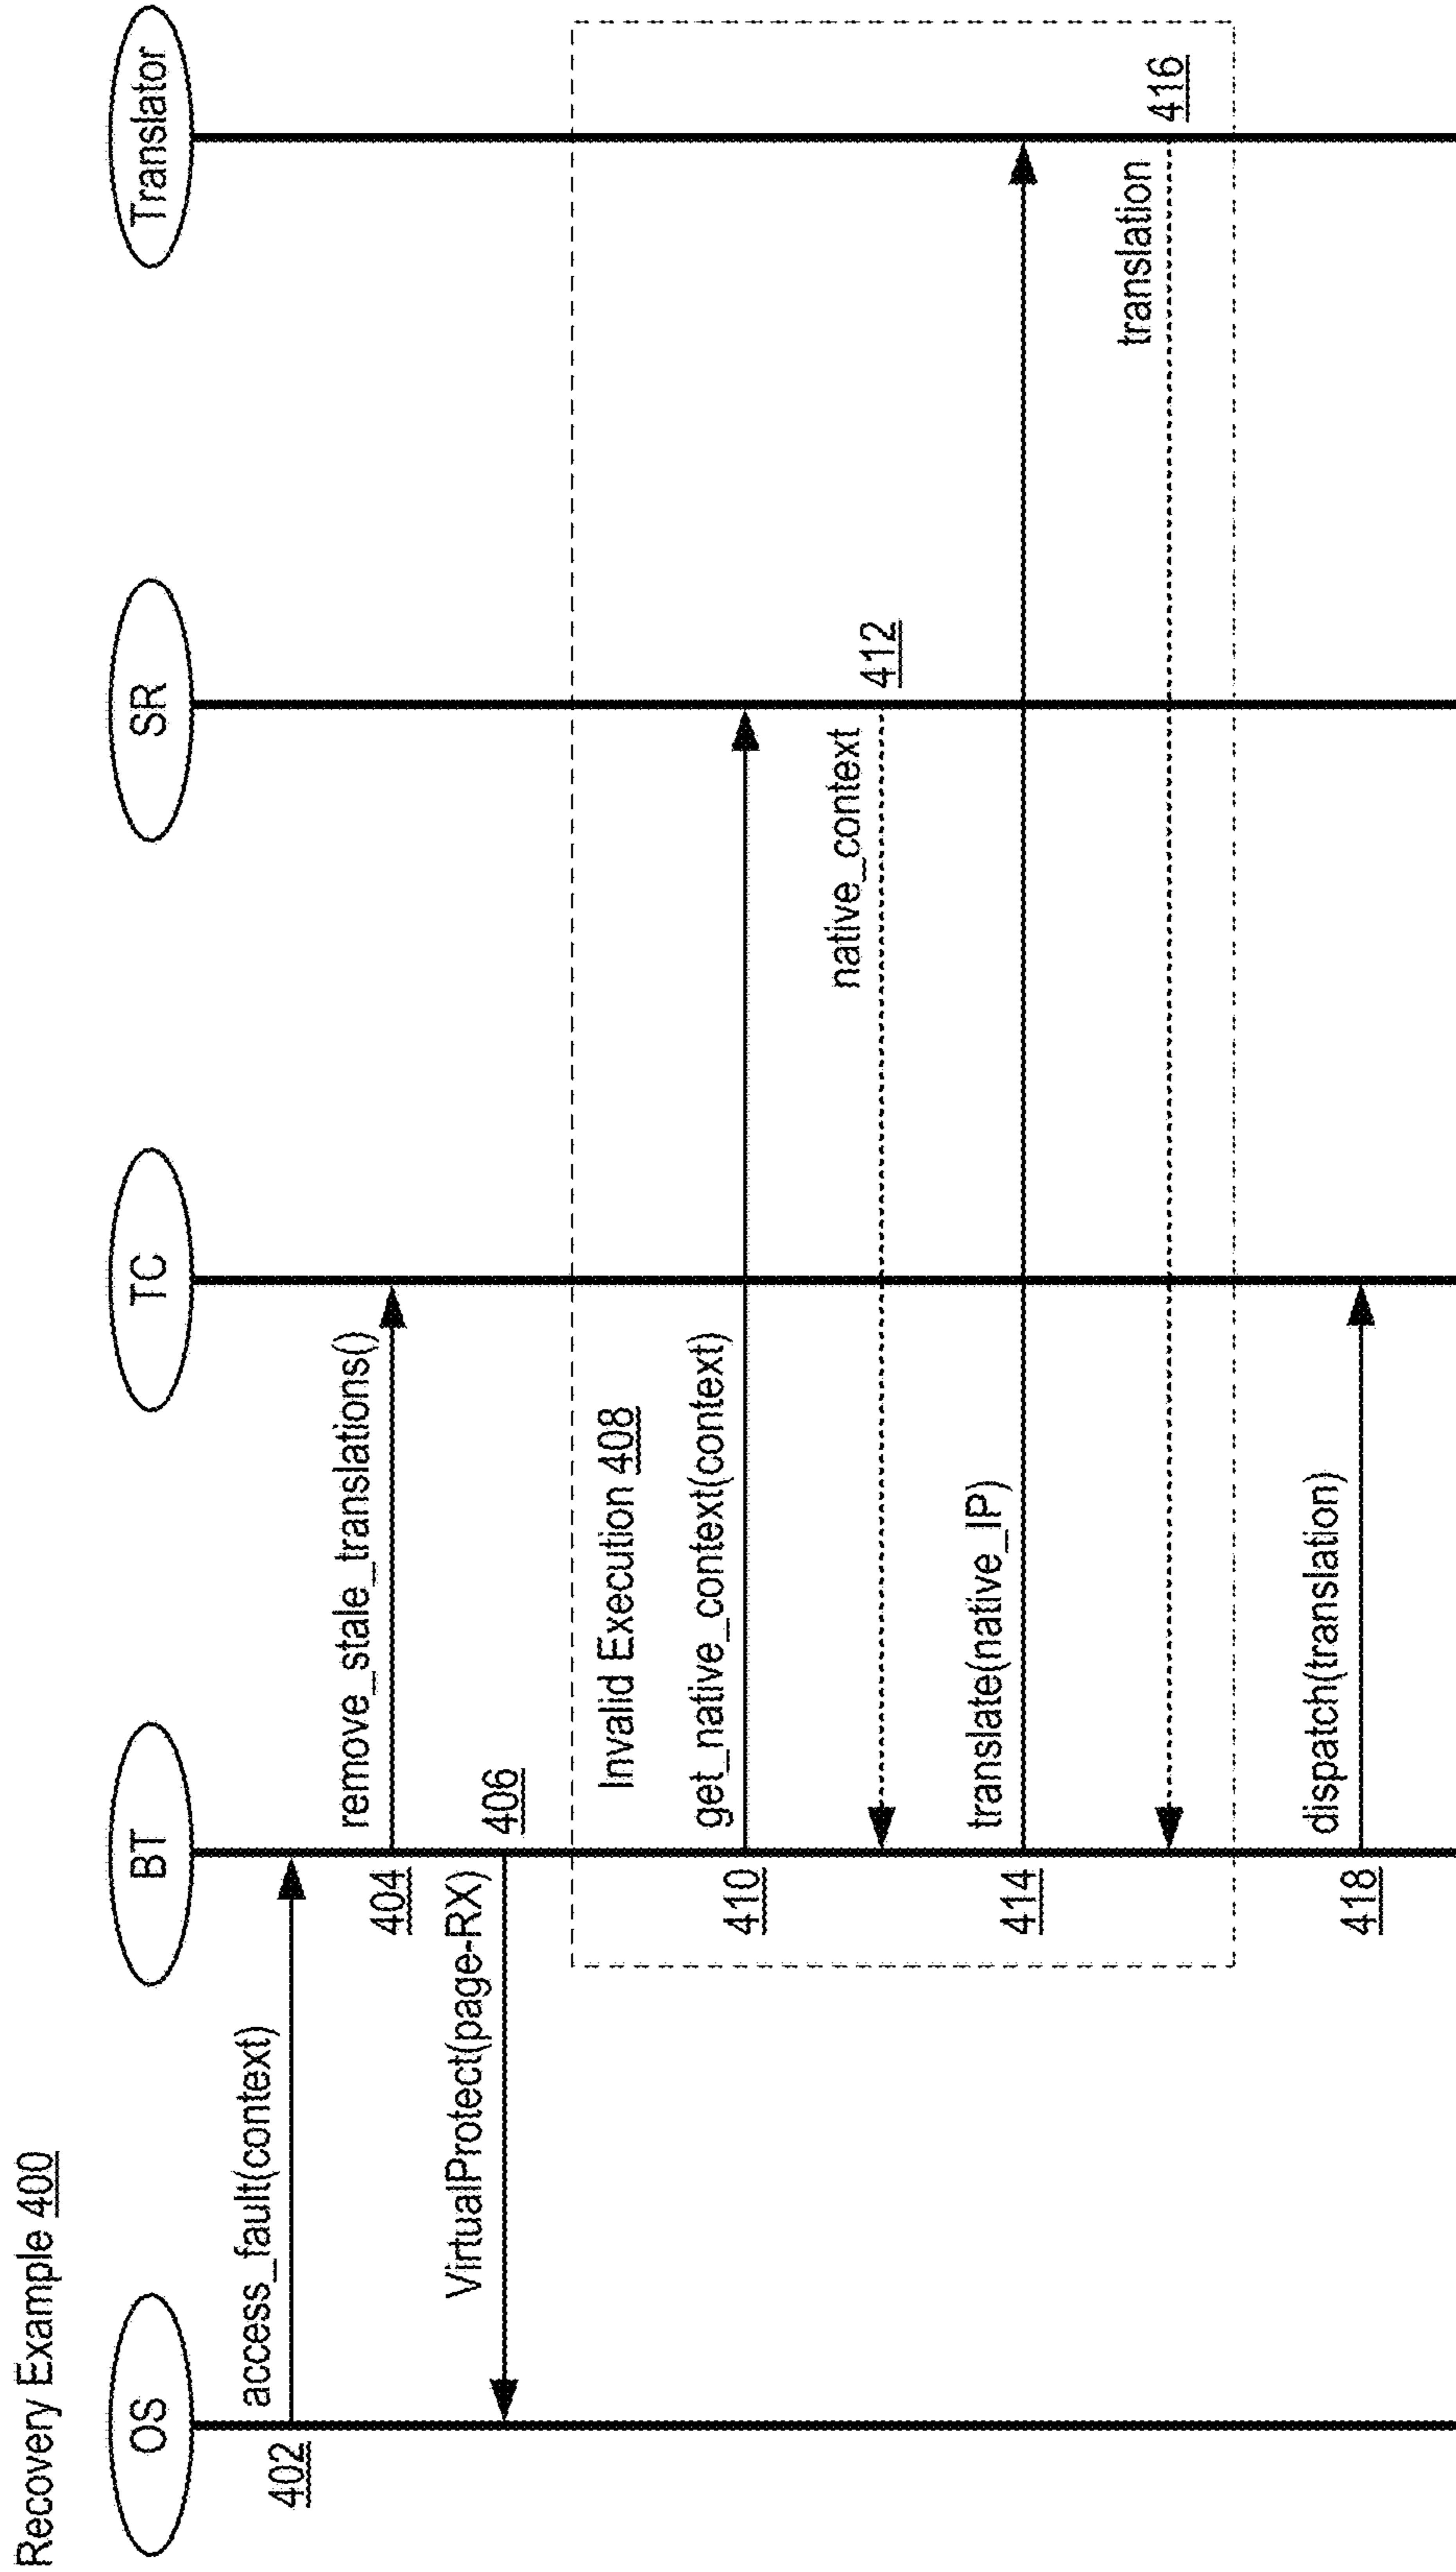 Recovery Example 400
OS
BT
TC
SR
Translator
402
access_fault(context)
404
remove_stale_translations()
VirtualProtect(page-RX)
406
Invalid Execution 408
410
get_native_context(context)
native_context
412
414
translate(native_IP)
translation
416
418
dispatch(translation)